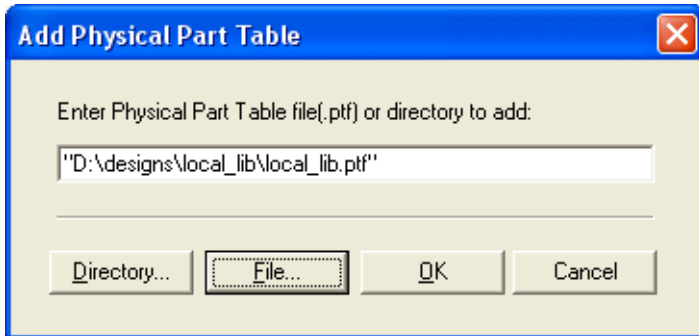 Add Physical Part Table
Enter Physical Part Table file(.ptf) or directory to add:
"D:\designs\local_lib\local_lib.ptf"
Directory... File... OK Cancel